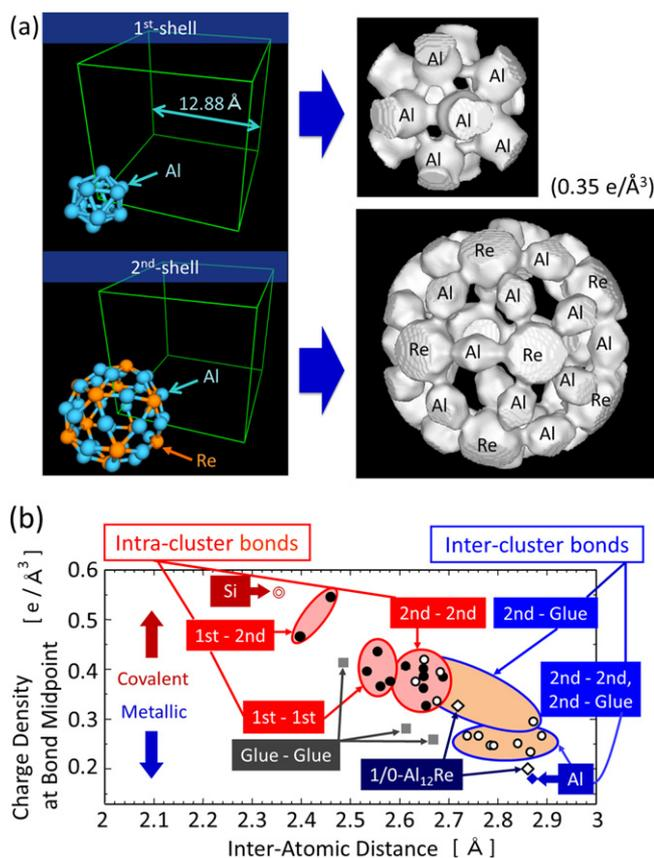 (a)
1st-shell
12.88 Å
Al
2nd-shell
Al
Re
Al
Al
Al
Al
Al
Al
Al
Al
(0.35 e/Å³)
Re
Al
Re
Al
Al
Re
Al
Re
Al
Al
Re
Al
Al
Re
(b)
Intra-cluster bonds
Inter-cluster bonds
Charge Density
at Bond Midpoint
[ e / Å³ ]
0.6
0.5
0.4
0.3
0.2
0.1
Si
1st - 2nd
2nd - 2nd
2nd - Glue
Covalent
Metallic
1st - 1st
2nd - 2nd,
2nd - Glue
Glue - Glue
1/0-Al₁₂Re
Al
2
2.1
2.2
2.3
2.4
2.5
2.6
2.7
2.8
2.9
3
Inter-Atomic Distance [ Å ]